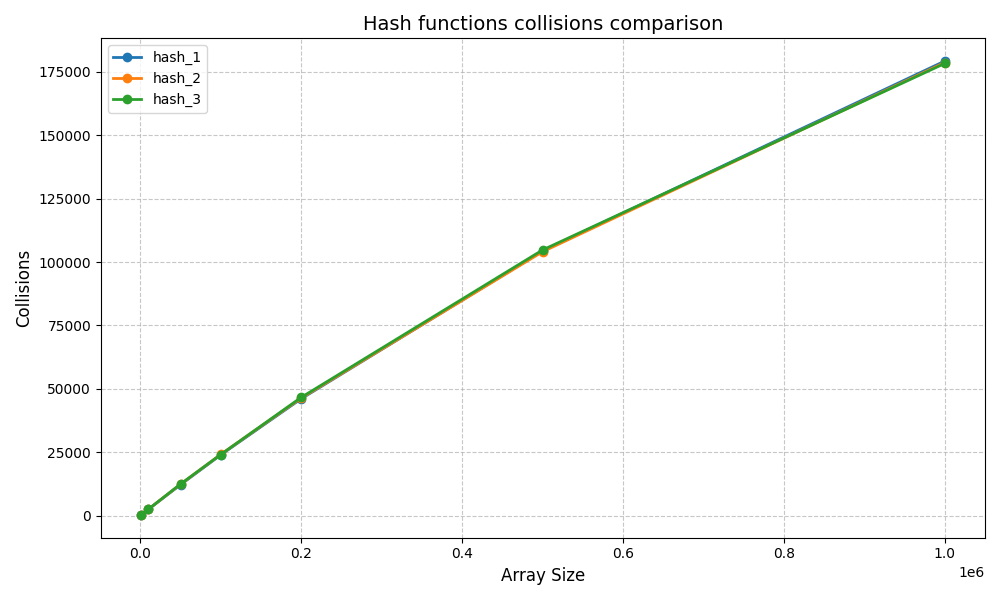 Hash functions collisions comparison
hash_1
hash_2
hash_3
175000
150000
125000
100000
75000
50000
25000
0
Collisions
0.0
0.2
0.4
0.6
0.8
1.0
1e6
Array Size